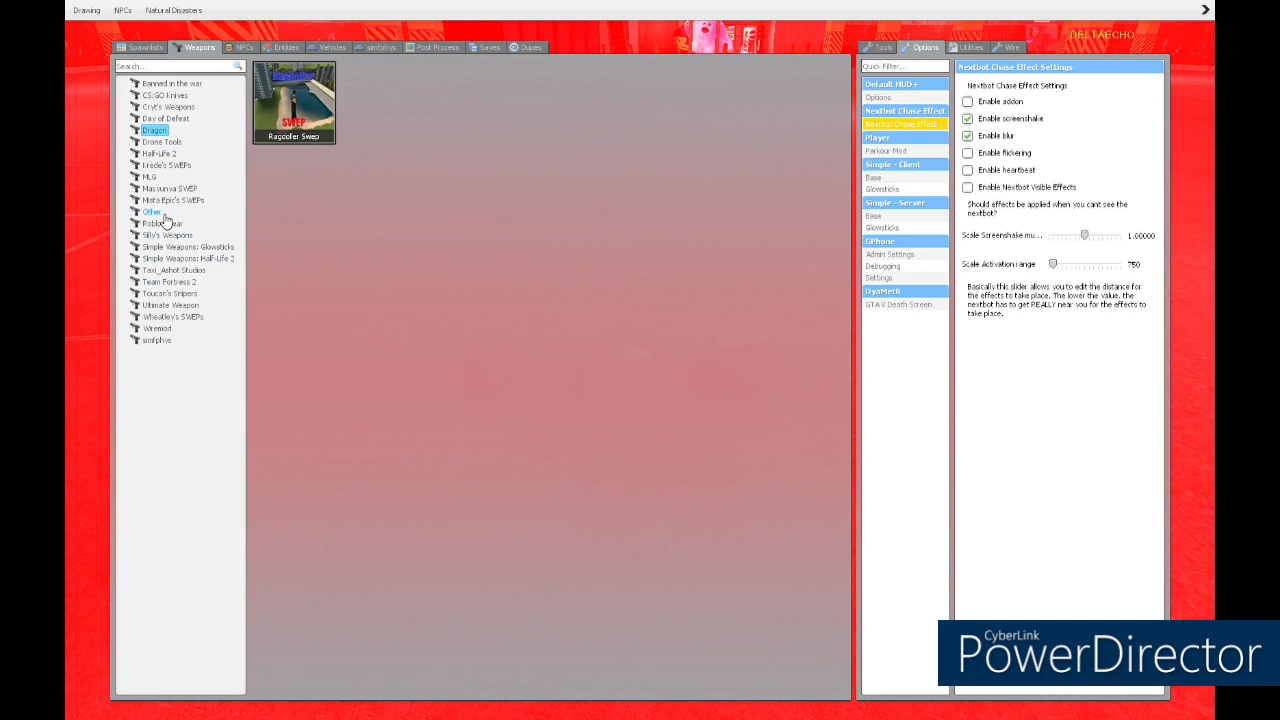 Drawing NPCs Natural Disasters
DELTAECHO
Spawnlists Weapons NPCs Entities Vehicles simfphys Post Process Saves Dupes
Tools Options Utilities Wire
Search...
Banned in the war
CS:GO Knives
Cryt's Weapons
Day of Defeat
Dragon
Drone Tools
Half-Life 2
Krede's SWEPs
MLG
Masyunya SWEP
Mista Epic's SWEPs
Other
Silly's Weapons
Simple Weapons: Glowsticks
Simple Weapons: Half-Life 2
Taxi_Ashot Studios
Team Fortress 2
Toucan's Snipers
Ultimate Weapon
Wheatley's SWEPs
Wiremod
simfphys
SWEP
Ragdoller Swep
Quick Filter...
Default HUD+
Options
Nextbot Chase Effect
Nextbot Chase Effect ...
Player
Parkour Mod
Simple - Client
Base
Glowsticks
Simple - Server
Base
Glowsticks
GPhone
Admin Settings
Debugging
Settings
DyaMetR
GTA V Death Screen
Nextbot Chase Effect Settings
Nextbot Chase Effect Settings
Enable addon
Enable screenshake
Enable blur
Enable flickering
Enable heartbeat
Enable Nextbot Visible Effects
Should effects be applied when you cant see the
nextbot?
Scale Screenshake mu... 1.00000
Scale Activation range 750
Basically this slider allows you to edit the distance for
the effects to take place. The lower the value, the
nextbot has to get REALLY near you for the effects to
take place.
CyberLink
PowerDirector